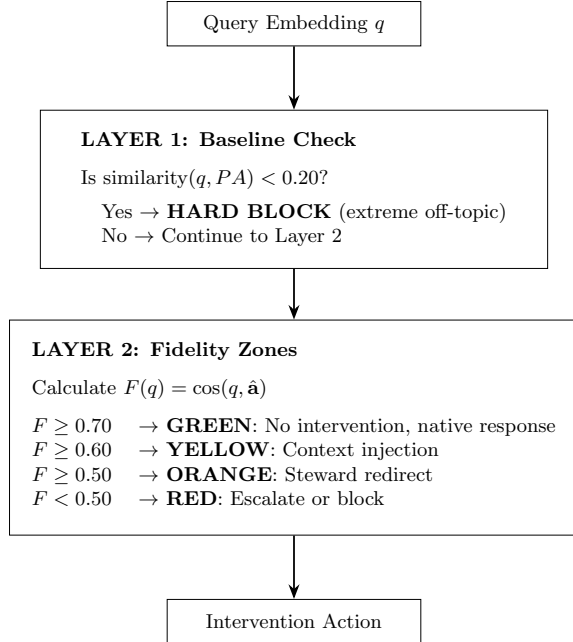 Query Embedding q
LAYER 1: Baseline Check
Is similarity(q, PA) < 0.20?
Yes → HARD BLOCK (extreme off-topic)
No → Continue to Layer 2
LAYER 2: Fidelity Zones
Calculate F(q) = cos(q, â)
F ≥ 0.70 → GREEN: No intervention, native response
F ≥ 0.60 → YELLOW: Context injection
F ≥ 0.50 → ORANGE: Steward redirect
F < 0.50 → RED: Escalate or block
Intervention Action